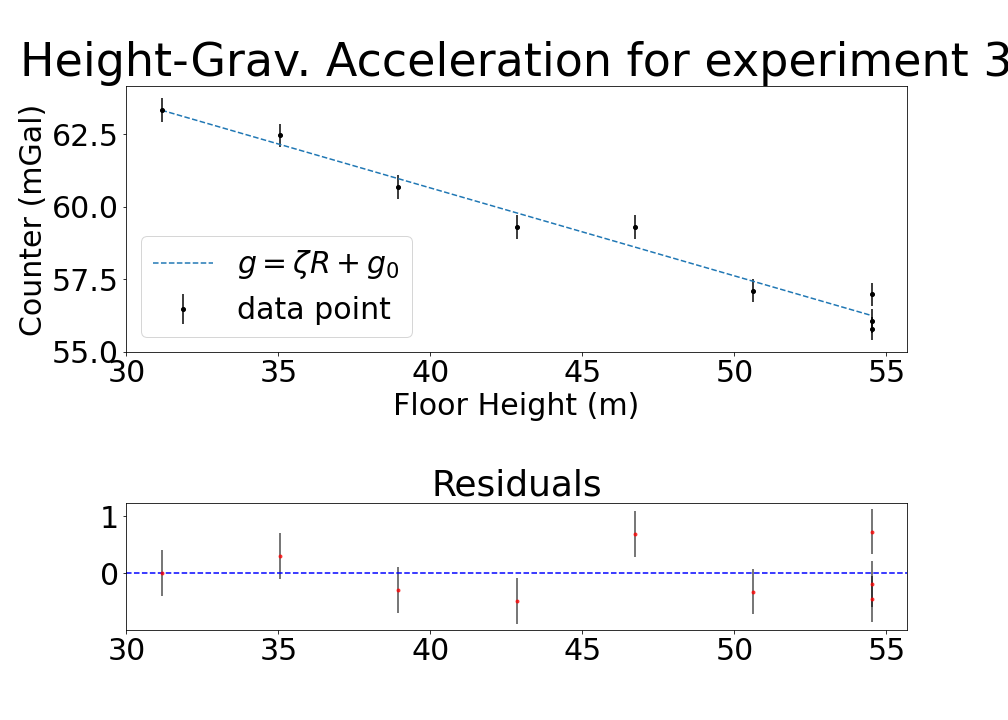 Height-Grav. Acceleration for experiment 3
Counter (mGal)
62.5
60.0
57.5
55.0
g = ζR + g₀
data point
30 35 40 45 50 55
Floor Height (m)
Residuals
1
0
30 35 40 45 50 55